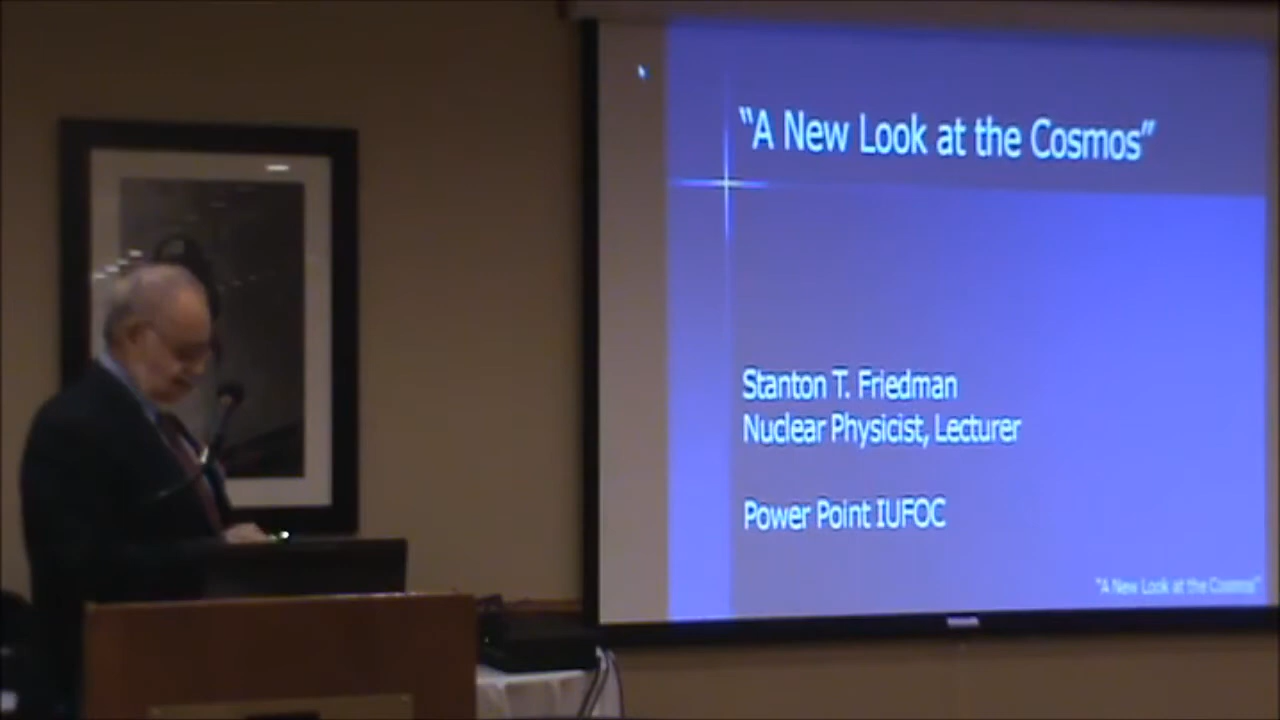 “A New Look at the Cosmos”
Stanton T. Friedman
Nuclear Physicist, Lecturer
Power Point IUFOC
“A New Look at the Cosmos”